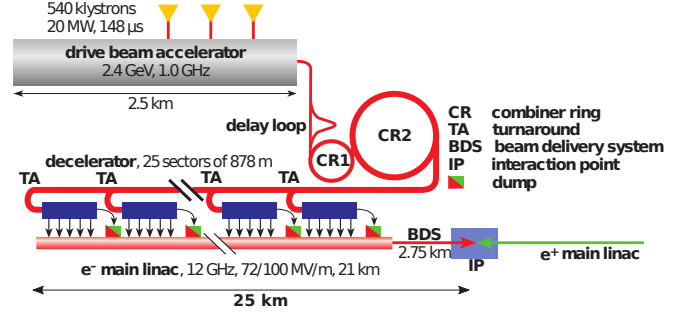 540 klystrons
20 MW, 148 µs
drive beam accelerator
2.4 GeV, 1.0 GHz
2.5 km
delay loop
CR1
CR2
CR combiner ring
TA turnaround
BDS beam delivery system
IP interaction point
dump
decelerator, 25 sectors of 878 m
TA TA TA TA
BDS
2.75 km
IP
e⁺ main linac
e⁻ main linac, 12 GHz, 72/100 MV/m, 21 km
25 km